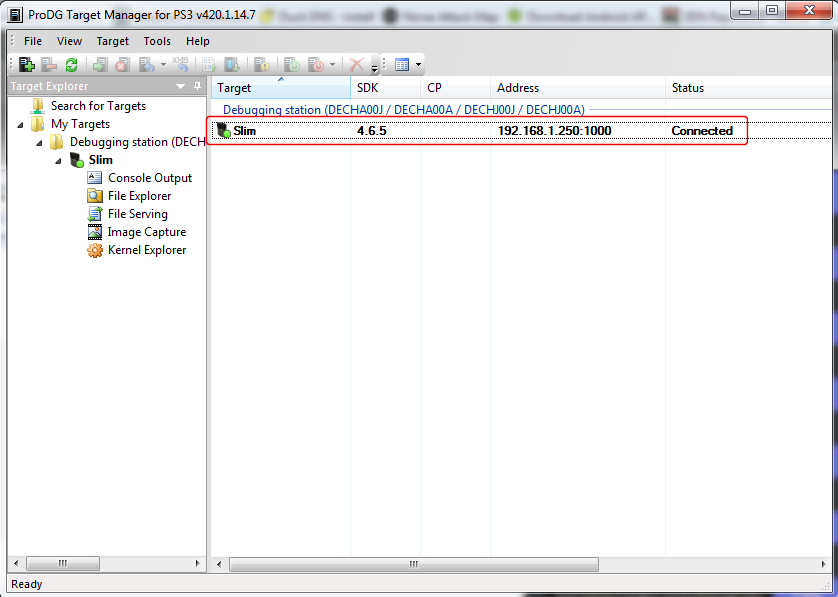 ProDG Target Manager for PS3 v420.1.14.7
File View Target Tools Help
XMB
Target Explorer
Search for Targets
My Targets
Debugging station (DECH
Slim
Console Output
File Explorer
File Serving
Image Capture
Kernel Explorer
Target SDK CP Address Status
Debugging station (DECHA00J / DECHA00A / DECHJ00J / DECHJ00A)
Slim 4.6.5 192.168.1.250:1000 Connected
Ready